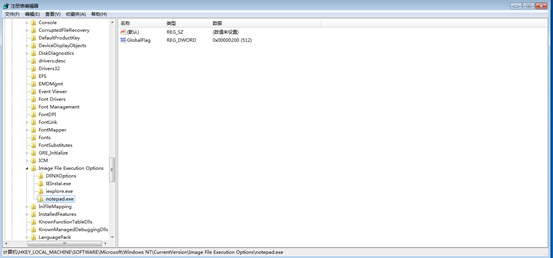 注册表编辑器
文件(F) 编辑(E) 查看(V) 收藏夹(A) 帮助(H)
Console
CorruptedFileRecovery
DefaultProductKey
DeviceDisplayObjects
DiskDiagnostics
drivers.desc
Drivers32
EFS
EMDMgmt
Event Viewer
Font Drivers
Font Management
FontDPI
FontLink
FontMapper
Fonts
FontSubstitutes
GRE_Initialize
ICM
Image File Execution Options
DllNXOptions
IEInstal.exe
iexplore.exe
notepad.exe
IniFileMapping
InstalledFeatures
KnownFunctionTableDlls
KnownManagedDebuggingDlls
LanguagePack
名称 类型 数据
(默认) REG_SZ (数值未设置)
GlobalFlag REG_DWORD 0x00000200 (512)
计算机\HKEY_LOCAL_MACHINE\SOFTWARE\Microsoft\Windows NT\CurrentVersion\Image File Execution Options\notepad.exe